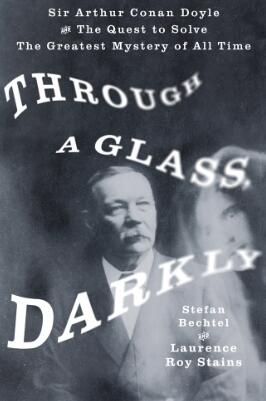 Sir Arthur Conan Doyle
AND The Quest to Solve
The Greatest Mystery of All Time
THROUGH
A GLASS,
DARKLY
Stefan
Bechtel
AND
Laurence
Roy Stains